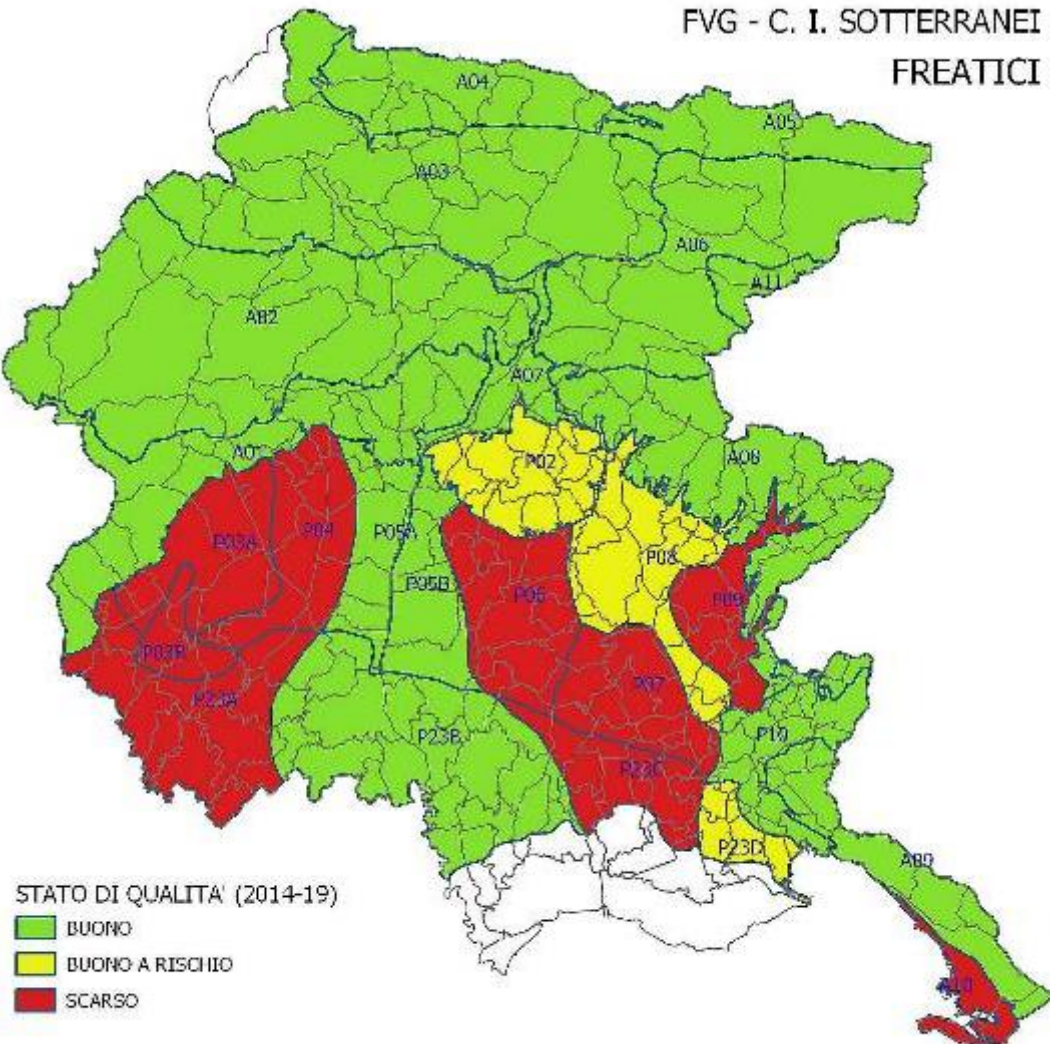 FVG - C. I. SOTTERRANEI
FREATICI
A04
A05
A03
A06
A11
A02
A07
P02
A08
P03A
P04
P05A
P08
P05B
P06
P09
P03B
P07
P23A
P23B
P10
P23C
P23D
A09
A10
STATO DI QUALITA' (2014-19)
BUONO
BUONO A RISCHIO
SCARSO